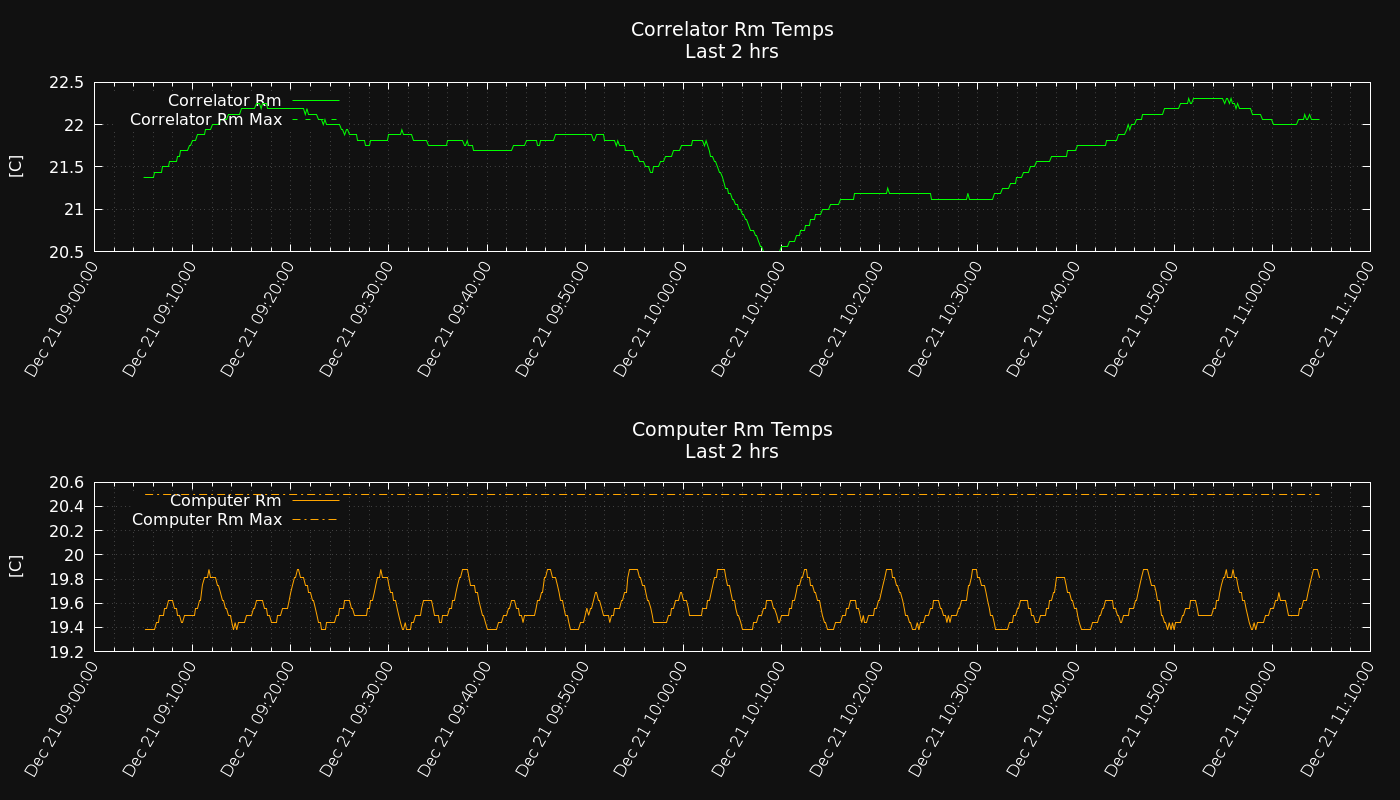 Correlator Rm Temps
Last 2 hrs
22.5
22
21.5
21
20.5
[C]
Correlator Rm
Correlator Rm Max
Dec 21 09:00:00
Dec 21 09:10:00
Dec 21 09:20:00
Dec 21 09:30:00
Dec 21 09:40:00
Dec 21 09:50:00
Dec 21 10:00:00
Dec 21 10:10:00
Dec 21 10:20:00
Dec 21 10:30:00
Dec 21 10:40:00
Dec 21 10:50:00
Dec 21 11:00:00
Dec 21 11:10:00
Computer Rm Temps
Last 2 hrs
20.6
20.4
20.2
20
19.8
19.6
19.4
19.2
[C]
Computer Rm
Computer Rm Max
Dec 21 09:00:00
Dec 21 09:10:00
Dec 21 09:20:00
Dec 21 09:30:00
Dec 21 09:40:00
Dec 21 09:50:00
Dec 21 10:00:00
Dec 21 10:10:00
Dec 21 10:20:00
Dec 21 10:30:00
Dec 21 10:40:00
Dec 21 10:50:00
Dec 21 11:00:00
Dec 21 11:10:00